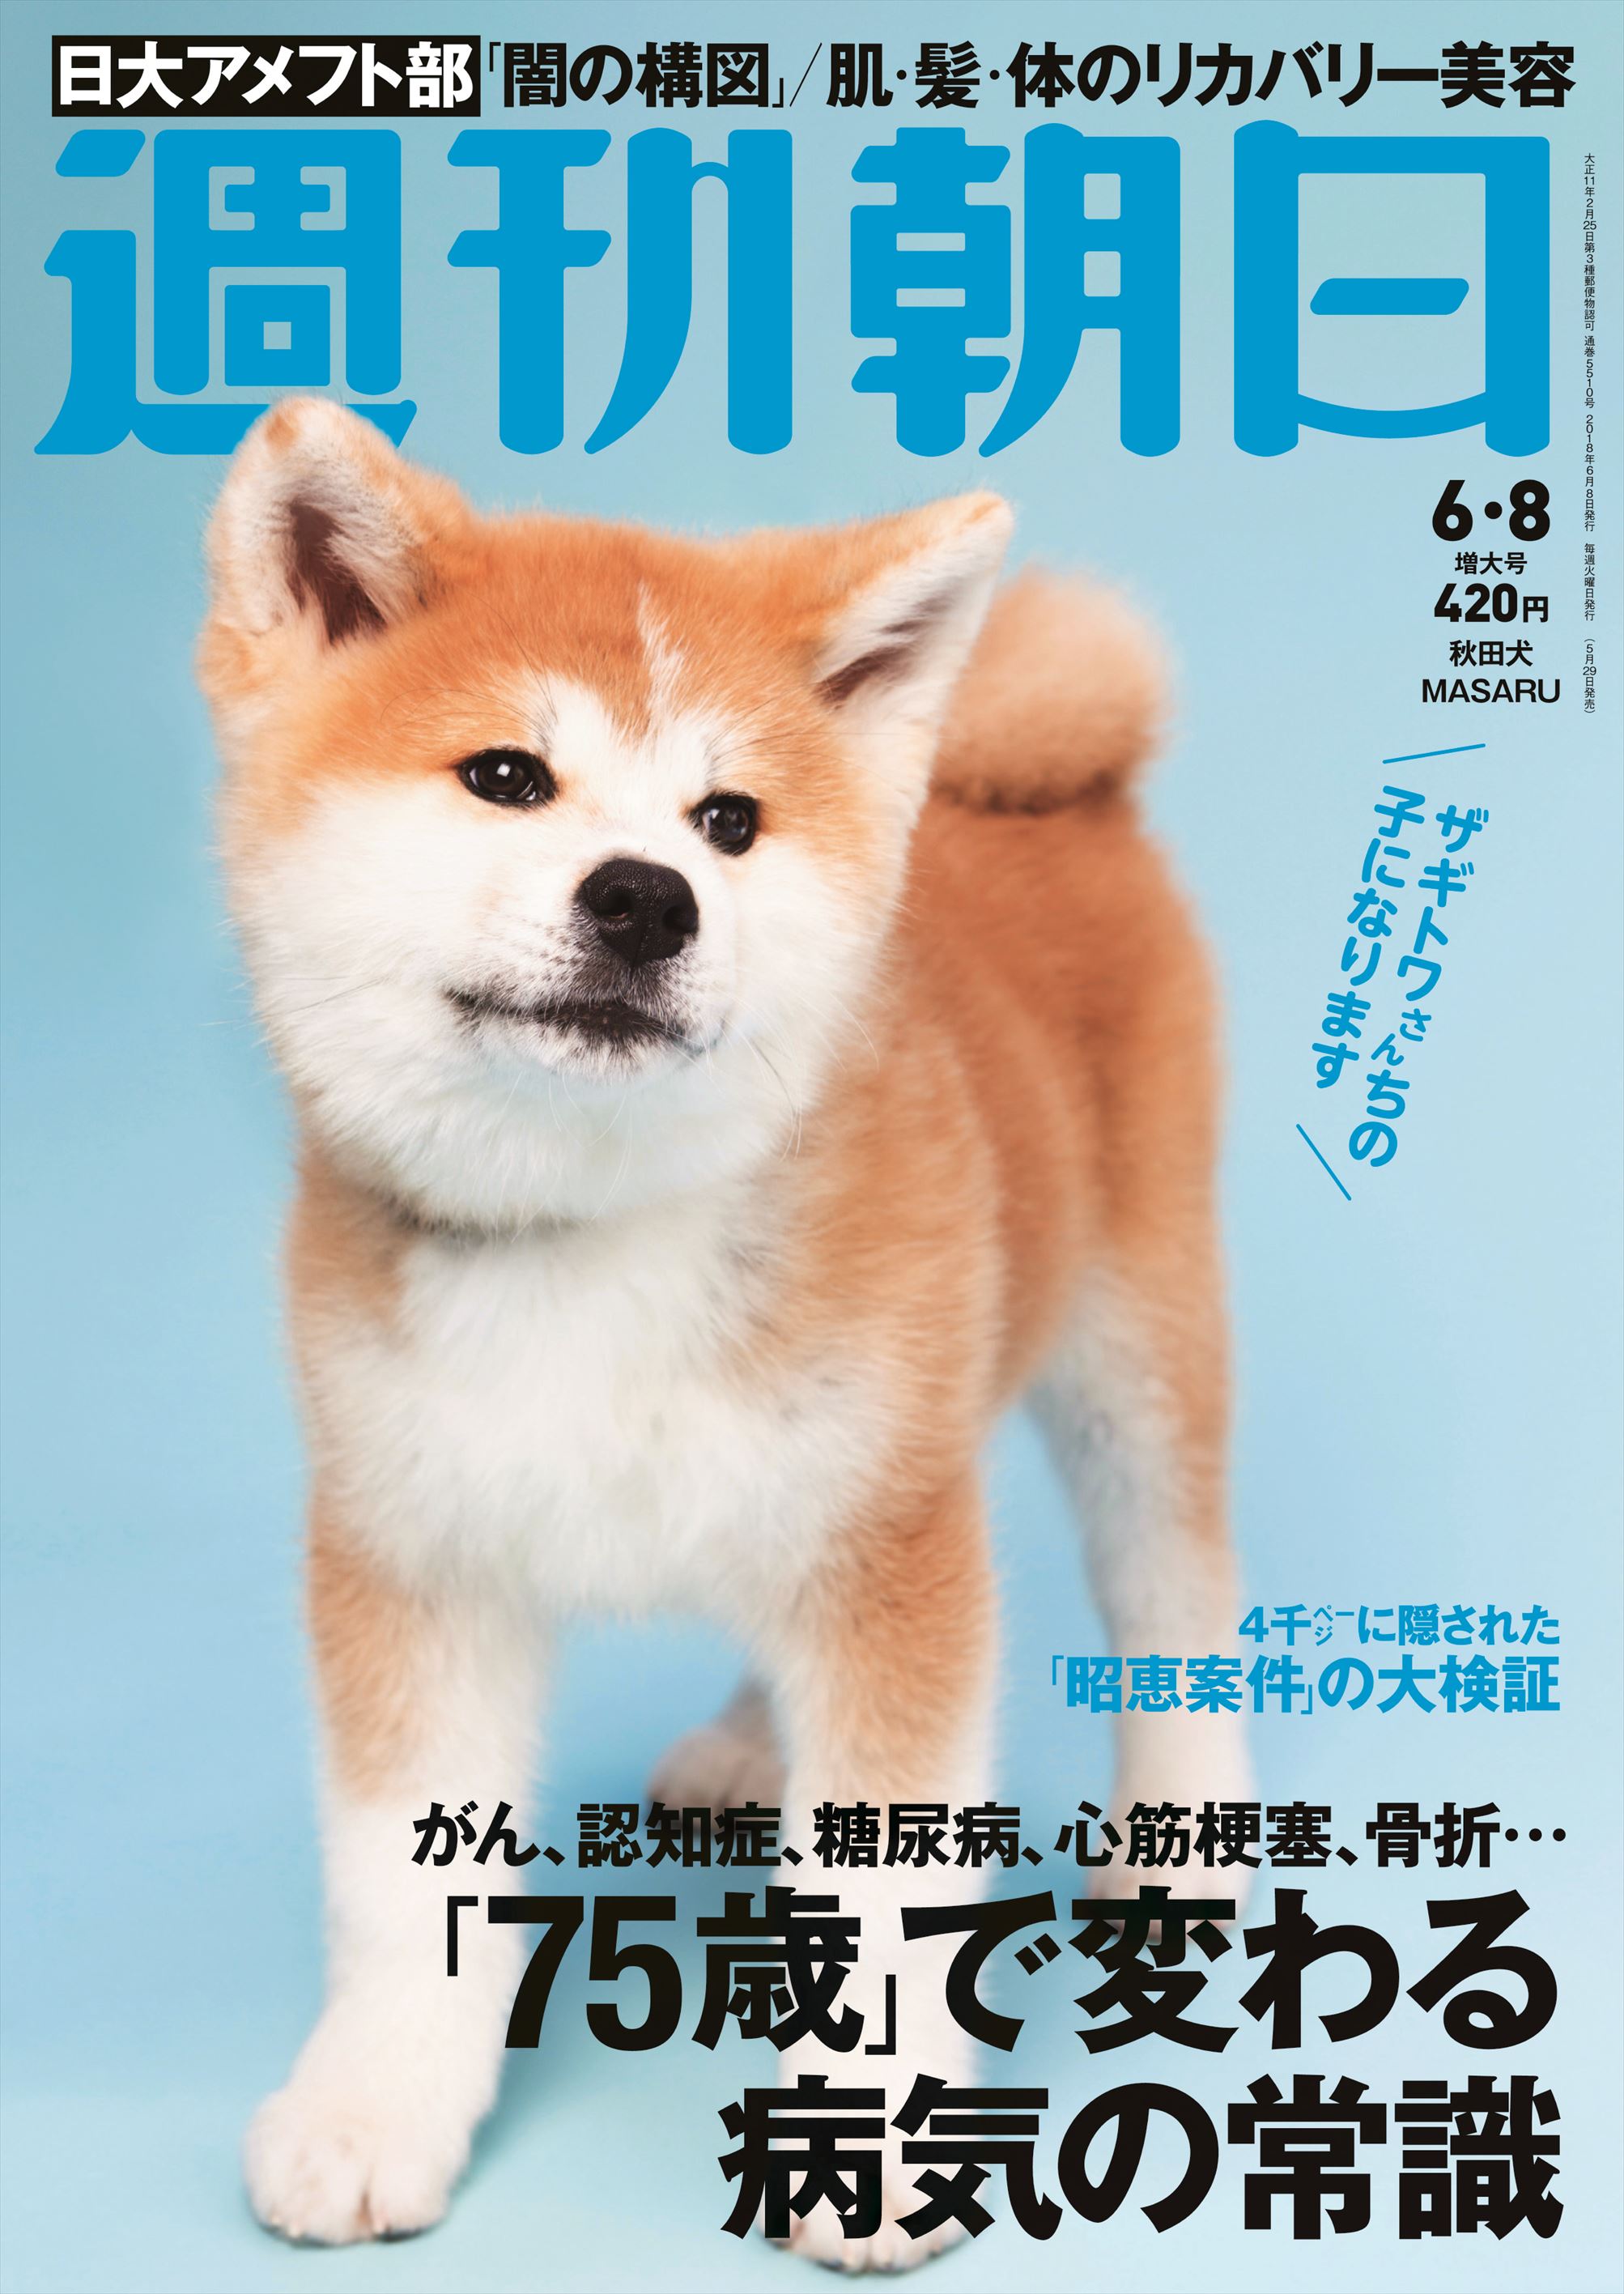 日大アメフト部「闇の構図」/肌・髪・体のリカバリー美容
週刊朝日
大正11年2月25日第3種郵便物認可 通巻5510号 2018年6月8日発行 毎週火曜日発行 (5月29日発売)
6・8
増大号
420円
秋田犬
MASARU
ザギトワさんちの
子になります
4千ページに隠された
「昭恵案件」の大検証
がん、認知症、糖尿病、心筋梗塞、骨折…
「75歳」で変わる
病気の常識